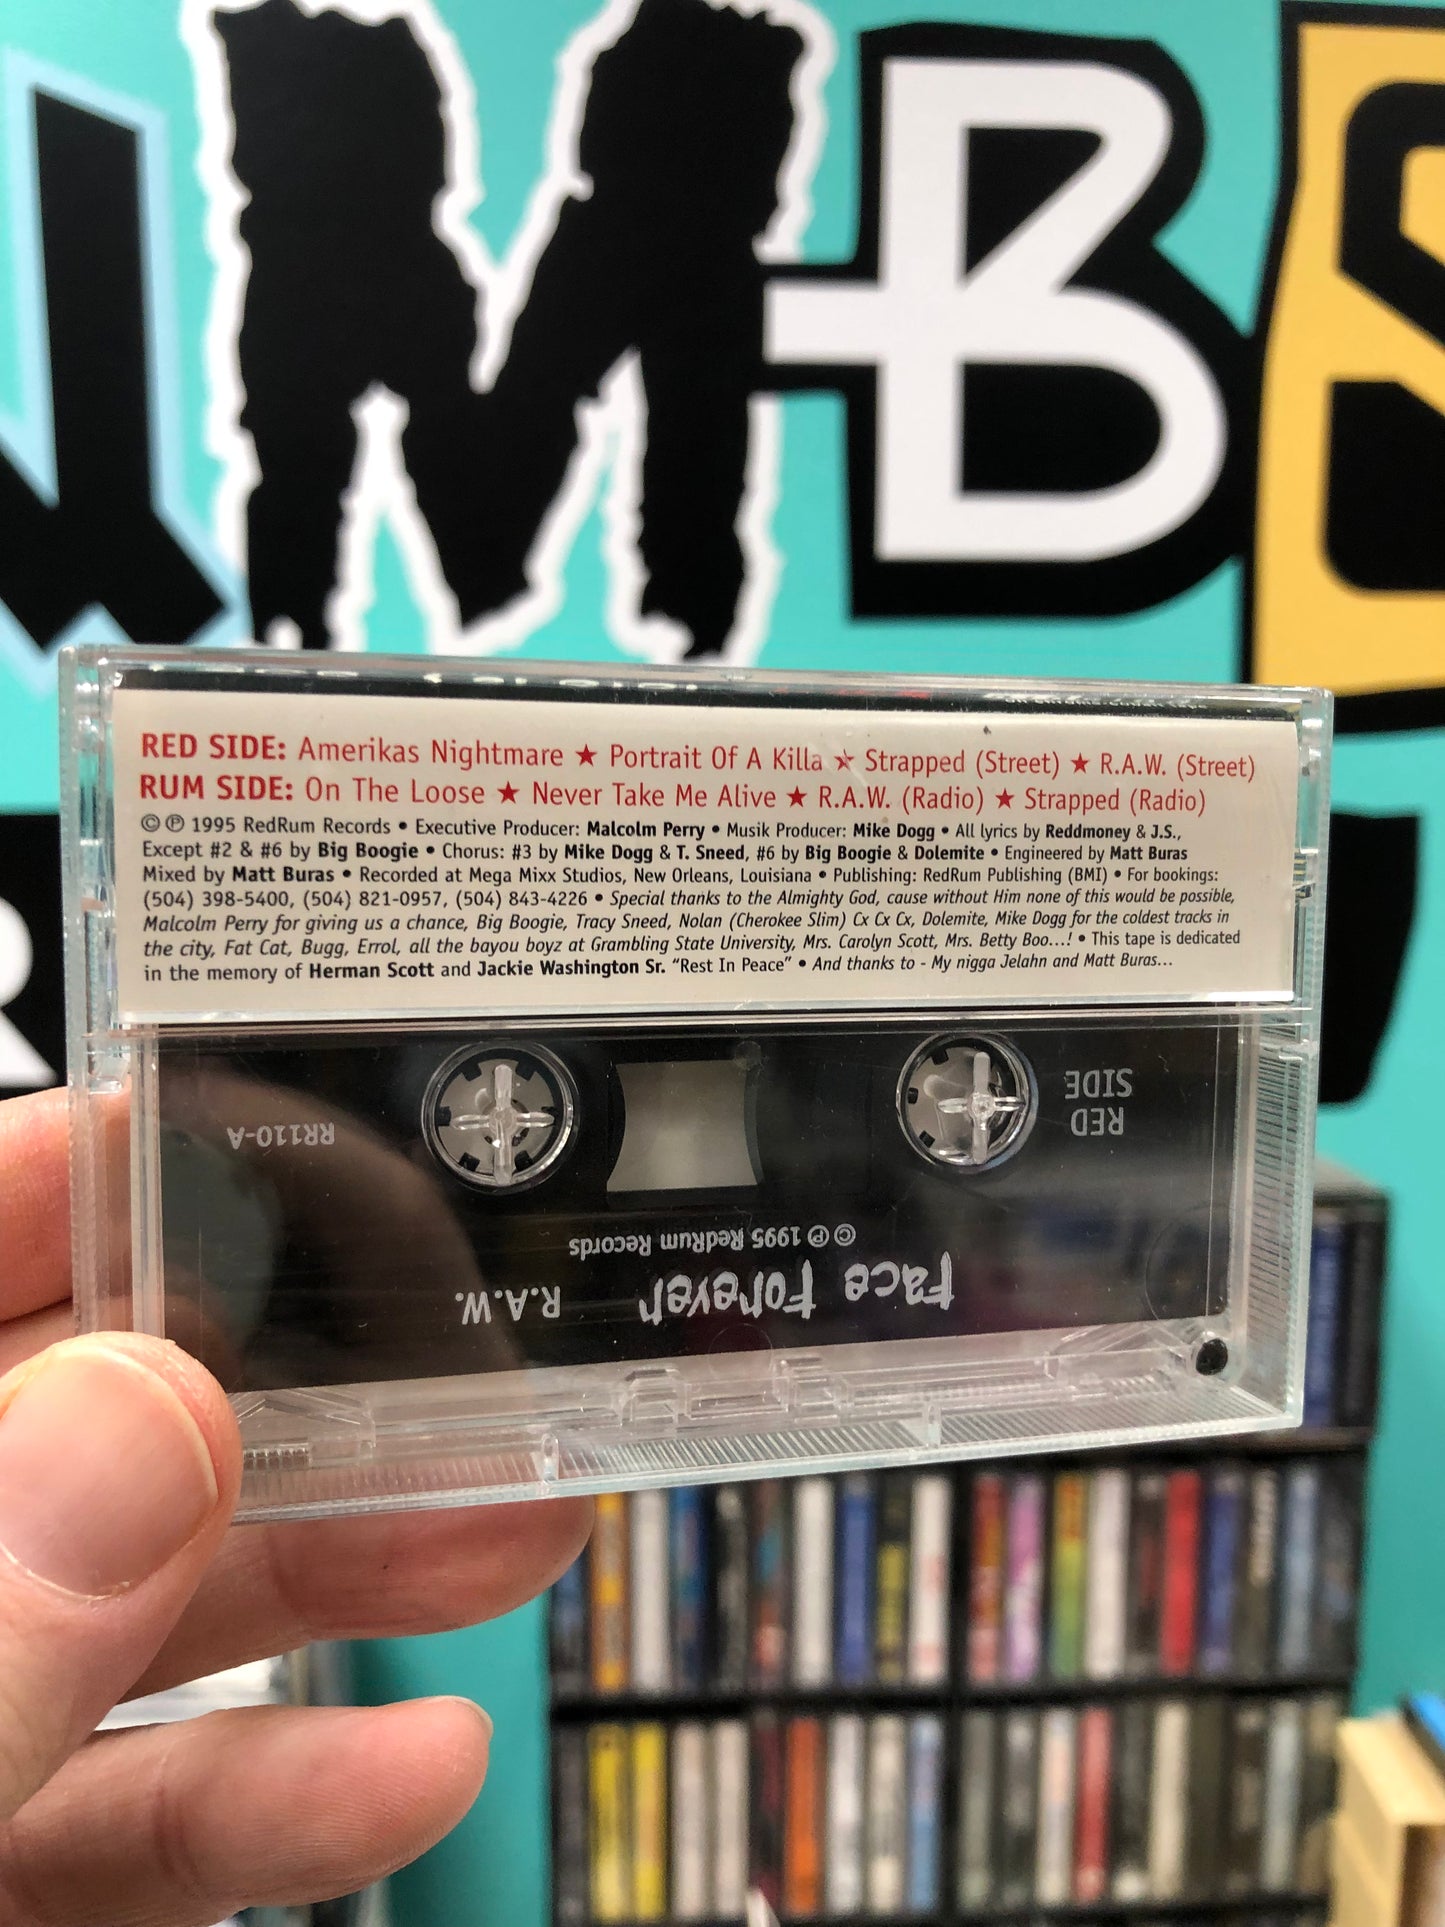 MB
RED SIDE: Amerikas Nightmare ★ Portrait Of A Killa ★ Strapped (Street) ★ R.A.W. (Street)
RUM SIDE: On The Loose ★ Never Take Me Alive ★ R.A.W. (Radio) ★ Strapped (Radio)
© ℗ 1995 RedRum Records • Executive Producer: Malcolm Perry • Musik Producer: Mike Dogg • All lyrics by Reddmoney & J.S.,
Except #2 & #6 by Big Boogie • Chorus: #3 by Mike Dogg & T. Sneed, #6 by Big Boogie & Dolemite • Engineered by Matt Buras
Mixed by Matt Buras • Recorded at Mega Mixx Studios, New Orleans, Louisiana • Publishing: RedRum Publishing (BMI) • For bookings:
(504) 398-5400, (504) 821-0957, (504) 843-4226 • Special thanks to the Almighty God, cause without Him none of this would be possible,
Malcolm Perry for giving us a chance, Big Boogie, Tracy Sneed, Nolan (Cherokee Slim) Cx Cx Cx, Dolemite, Mike Dogg for the coldest tracks in
the city, Fat Cat, Bugg, Errol, all the bayou boyz at Grambling State University, Mrs. Carolyn Scott, Mrs. Betty Boo...! • This tape is dedicated
in the memory of Herman Scott and Jackie Washington Sr. "Rest In Peace" • And thanks to - My nigga Jelahn and Matt Buras...
Face Forever R.A.W.
© ℗ 1995 RedRum Records
RED
SIDE
RR110-A